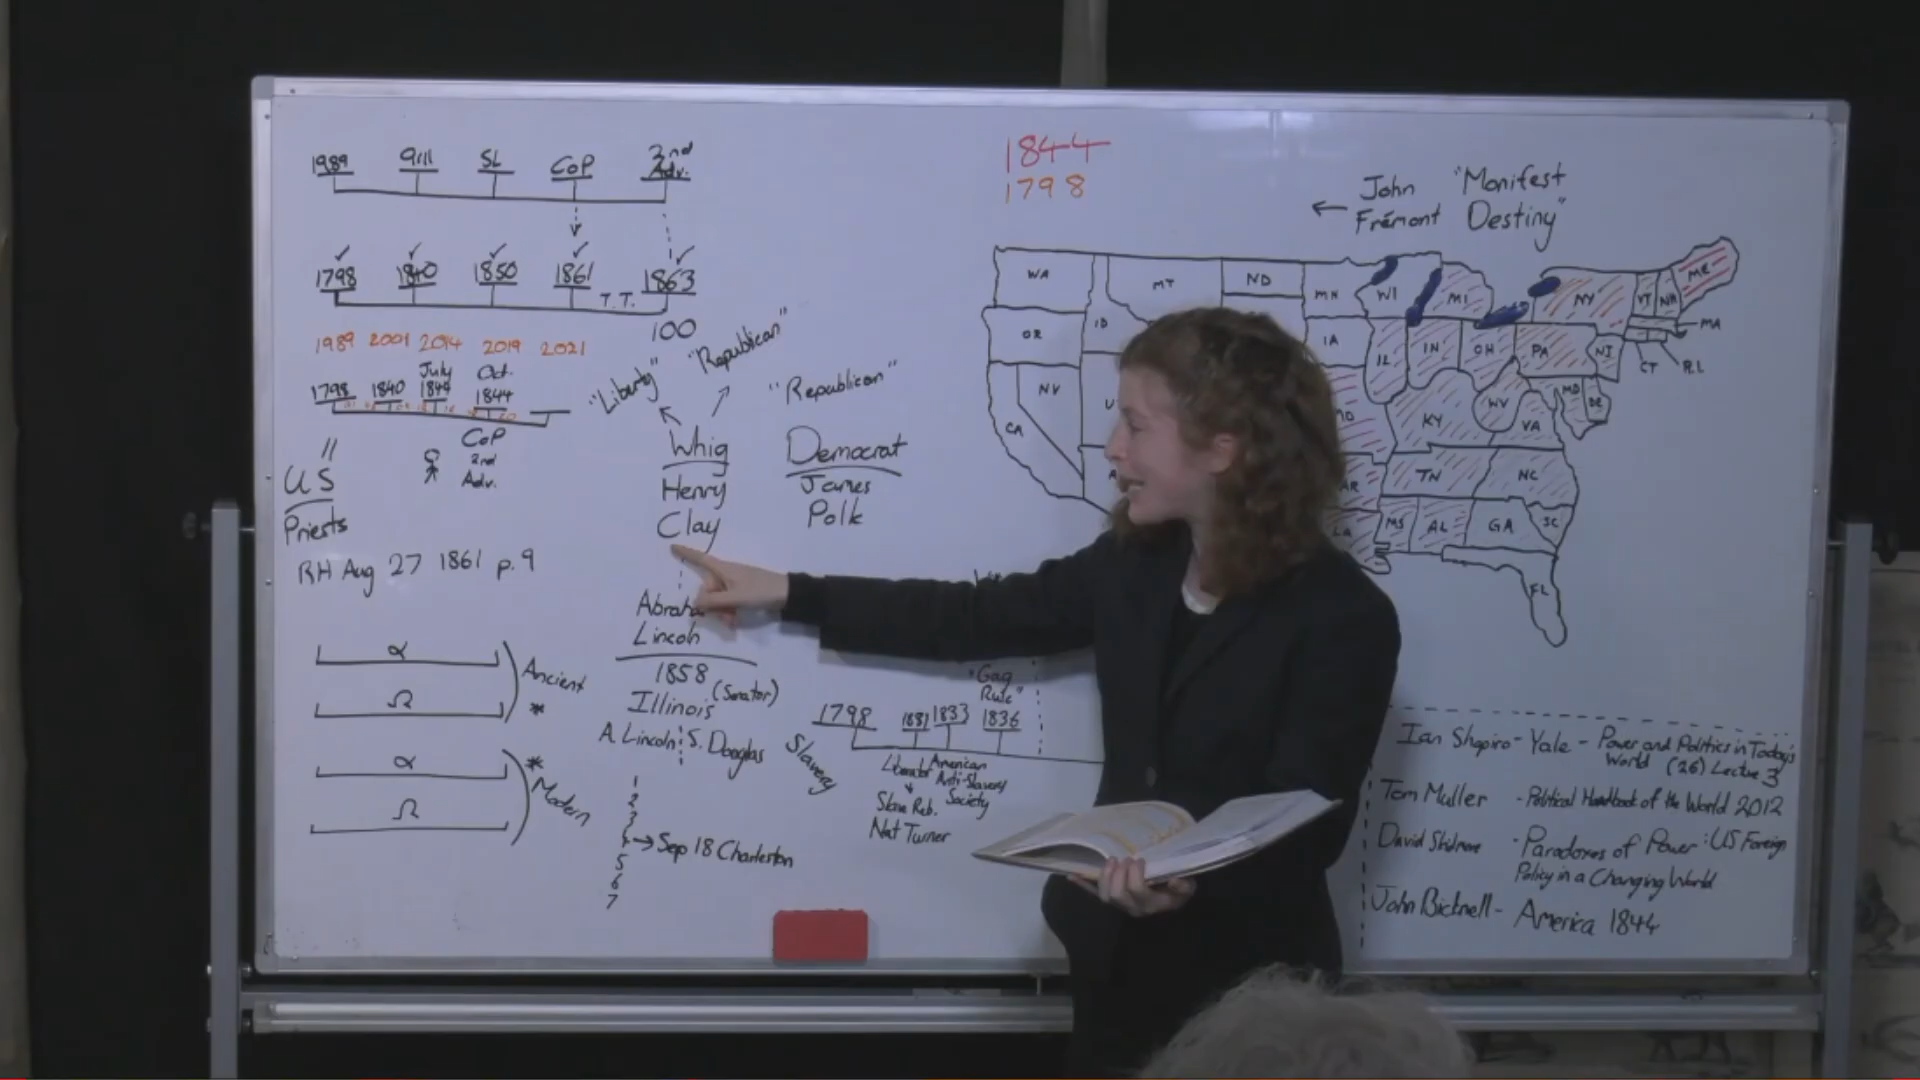 1989 9/11 SL CoP 2nd Adv.
1798 1840 1850 1861 1863
T.T.
100
1989 2001 2014 2019 2021
1798 1840 July 1844 Oct. 1844
CoP
2nd
Adv.
US
Priests
RH Aug 27 1861 p.9
α
Ω
Ancient
*
α
Ω
*
Modern
"Liberty" "Republican"
"Republican"
Whig
Henry
Clay
Democrat
James
Polk
Lincoln
1858
(Senator)
Illinois
A. Lincoln S. Douglas
1
2
3
4 → Sep 18 Charleston
5
6
7
Slavery
1798 1831 1833 1836
"Gag
Rule"
Liberator
Slave Reb.
Nat Turner
American
Anti-Slavery
Society
1844
1798
← John
Frémont
"Monifest
Destiny"
WA MT ND MN WI MI NY VT NH ME
OR ID IA IL IN OH PA NJ MA
CT R.I.
NV CA KY WV VA MD DE
AR TN NC
LA MS AL GA SC
FL
Ian Shapiro - Yale - Power and Politics in Today's
World (26) Lecture 3
Tom Muller - Political Handbook of the World 2012
David Skidmore - Paradoxes of Power: US Foreign
Policy in a Changing World
John Bicknell - America 1844